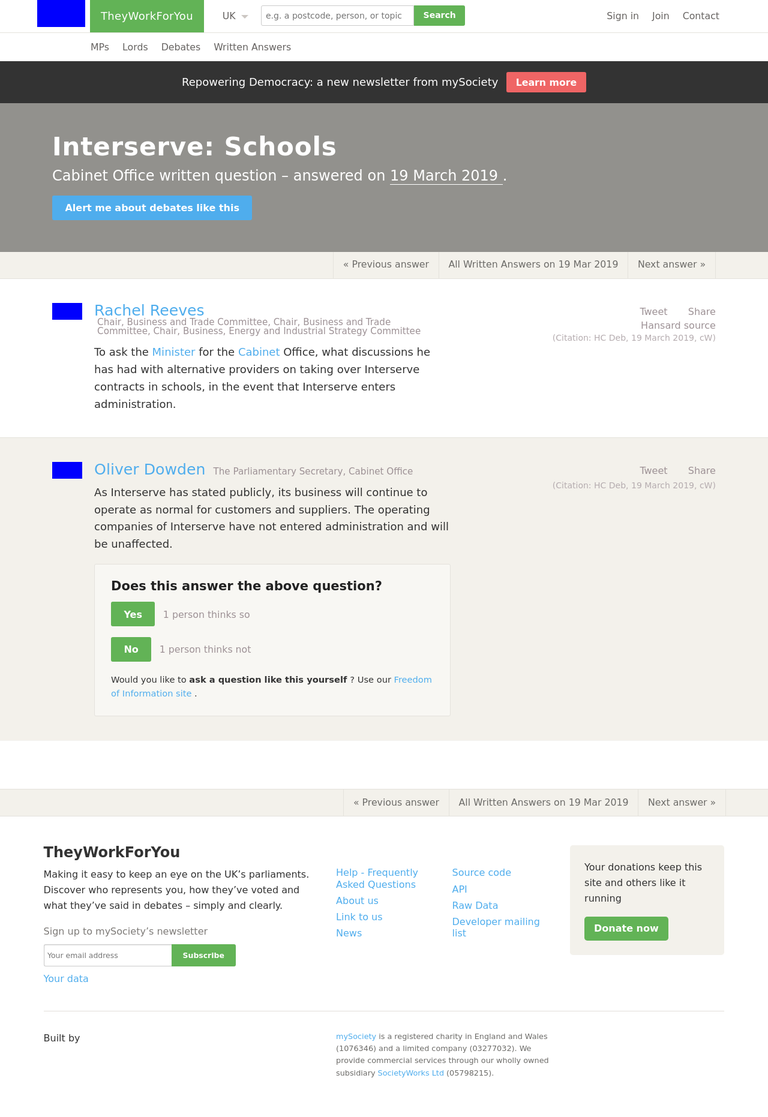 TheyWorkForYou
UK
e.g. a postcode, person, or topic
Search
Sign in
Join
Contact
MPs
Lords
Debates
Written Answers
Repowering Democracy: a new newsletter from mySociety
Learn more
Interserve: Schools
Cabinet Office written question – answered on 19 March 2019 .
Alert me about debates like this
« Previous answer
All Written Answers on 19 Mar 2019
Next answer »
Rachel Reeves
Chair, Business and Trade Committee, Chair, Business and Trade
Committee, Chair, Business, Energy and Industrial Strategy Committee
To ask the Minister for the Cabinet Office, what discussions he
has had with alternative providers on taking over Interserve
contracts in schools, in the event that Interserve enters
administration.
Tweet
Share
Hansard source
(Citation: HC Deb, 19 March 2019, cW)
Oliver Dowden The Parliamentary Secretary, Cabinet Office
As Interserve has stated publicly, its business will continue to
operate as normal for customers and suppliers. The operating
companies of Interserve have not entered administration and will
be unaffected.
Tweet
Share
(Citation: HC Deb, 19 March 2019, cW)
Does this answer the above question?
Yes
1 person thinks so
No
1 person thinks not
Would you like to ask a question like this yourself ? Use our Freedom
of Information site .
« Previous answer
All Written Answers on 19 Mar 2019
Next answer »
TheyWorkForYou
Making it easy to keep an eye on the UK’s parliaments.
Discover who represents you, how they’ve voted and
what they’ve said in debates – simply and clearly.
Sign up to mySociety’s newsletter
Your email address
Subscribe
Your data
Help - Frequently
Asked Questions
About us
Link to us
News
Source code
API
Raw Data
Developer mailing
list
Your donations keep this
site and others like it
running
Donate now
Built by
mySociety is a registered charity in England and Wales
(1076346) and a limited company (03277032). We
provide commercial services through our wholly owned
subsidiary SocietyWorks Ltd (05798215).